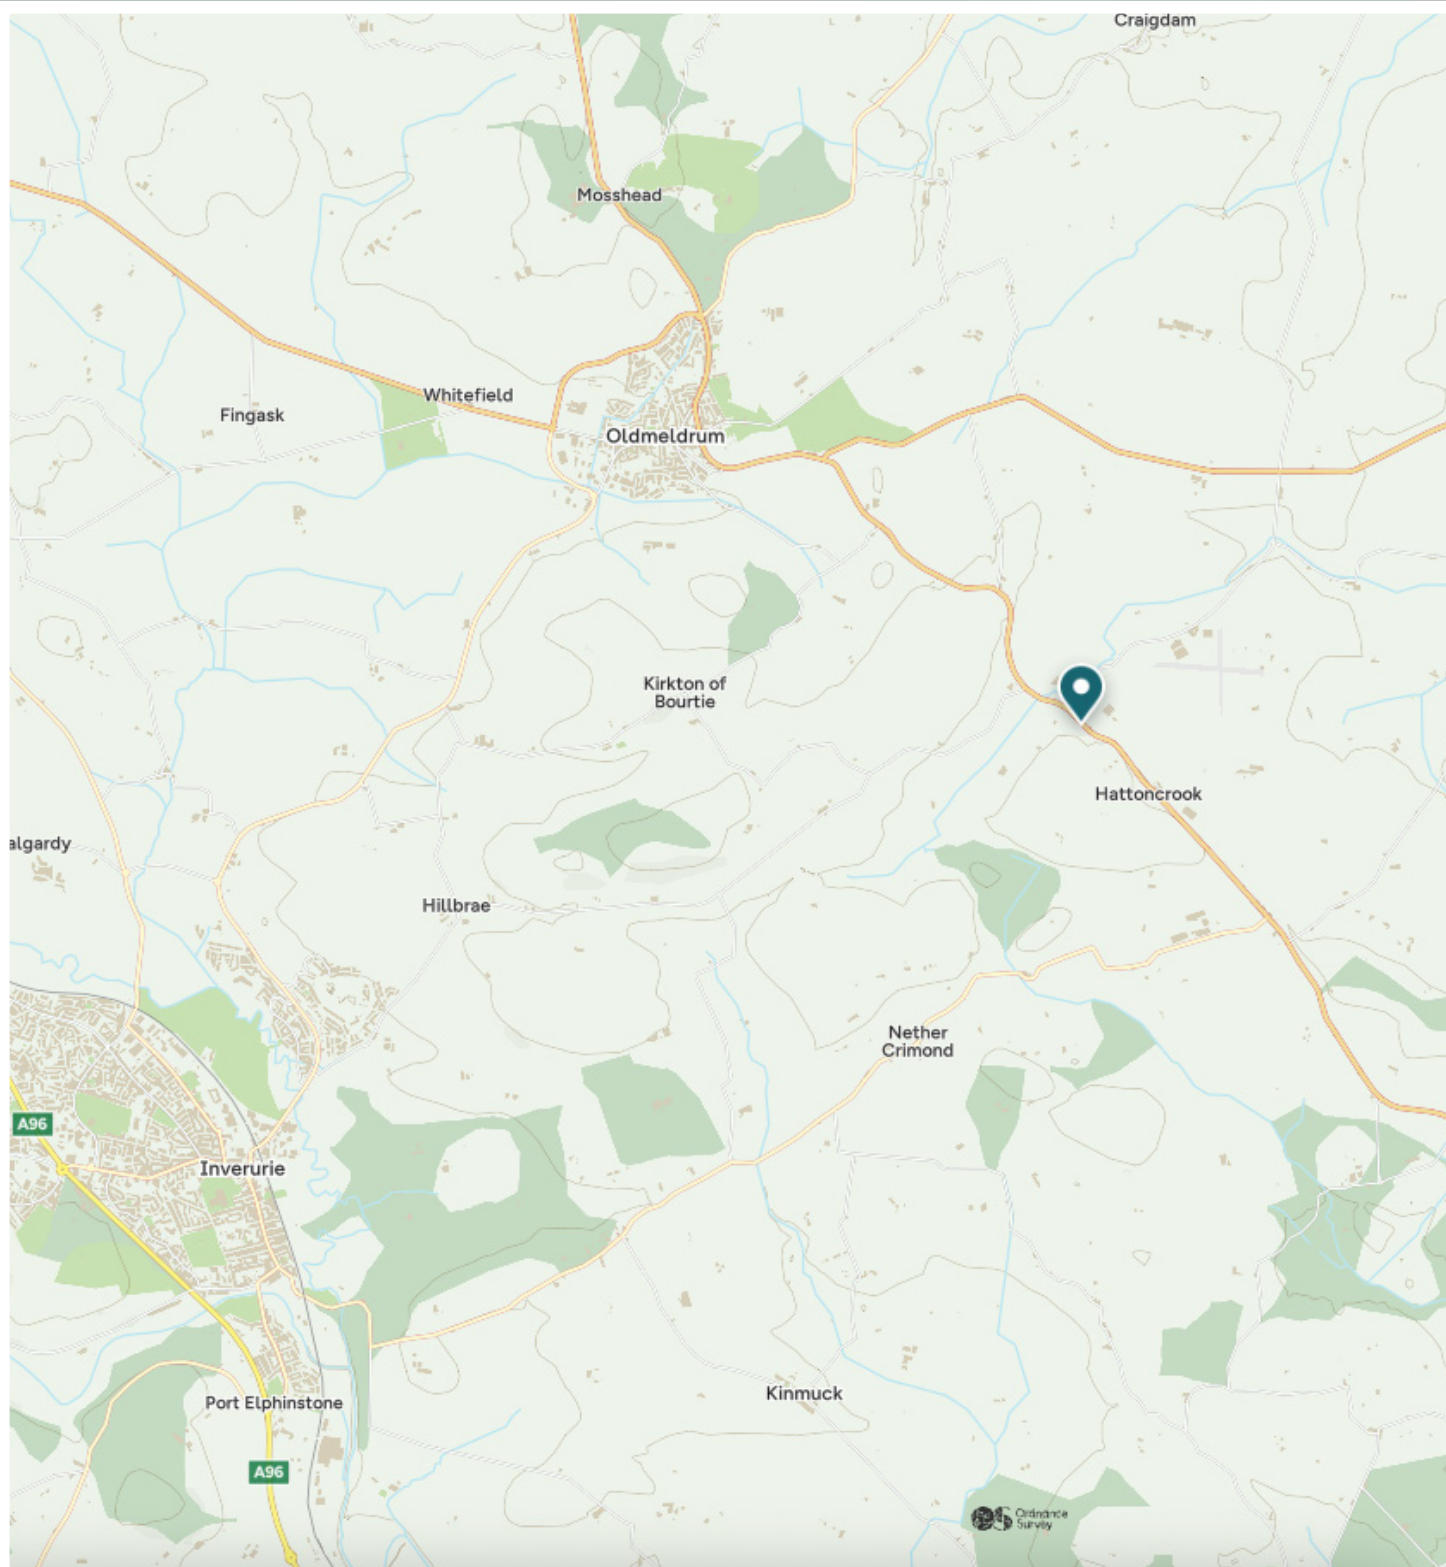 Craigdam
Mosshead
Whitefield
Fingask
Oldmeldrum
Kirkton of
Bourtie
Hattoncrook
algardy
Hillbrae
Nether
Crimond
A96
Inverurie
Kinmuck
Port Elphinstone
A96
Ordnance
Survey